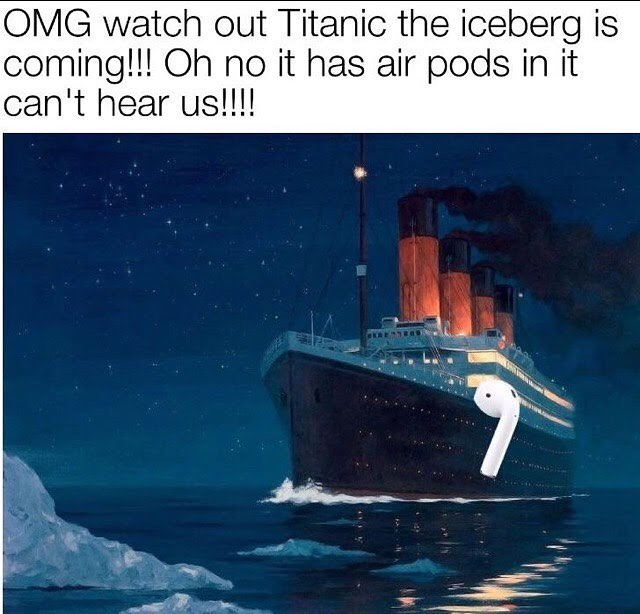 OMG watch out Titanic the iceberg is
coming!!! Oh no it has air pods in it
can't hear us!!!!